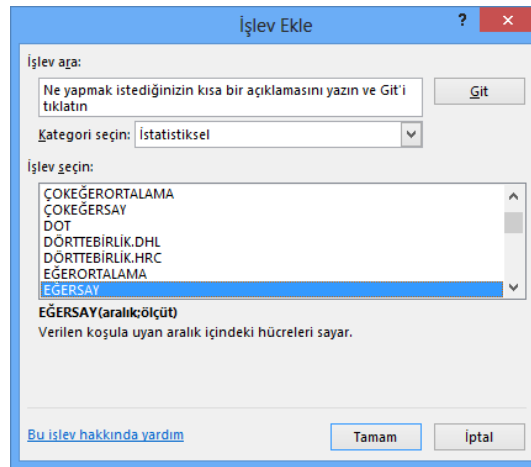 İşlev Ekle
? ×
İşlev ara:
Ne yapmak istediğinizin kısa bir açıklamasını yazın ve Git'i
tıklatın
Git
Kategori seçin: İstatistiksel
İşlev seçin:
ÇOKEĞERORTALAMA
ÇOKEĞERSAY
DOT
DÖRTTEBİRLİK.DHL
DÖRTTEBİRLİK.HRC
EĞERORTALAMA
EĞERSAY
EĞERSAY(aralık;ölçüt)
Verilen koşula uyan aralık içindeki hücreleri sayar.
Bu işlev hakkında yardım
Tamam
İptal